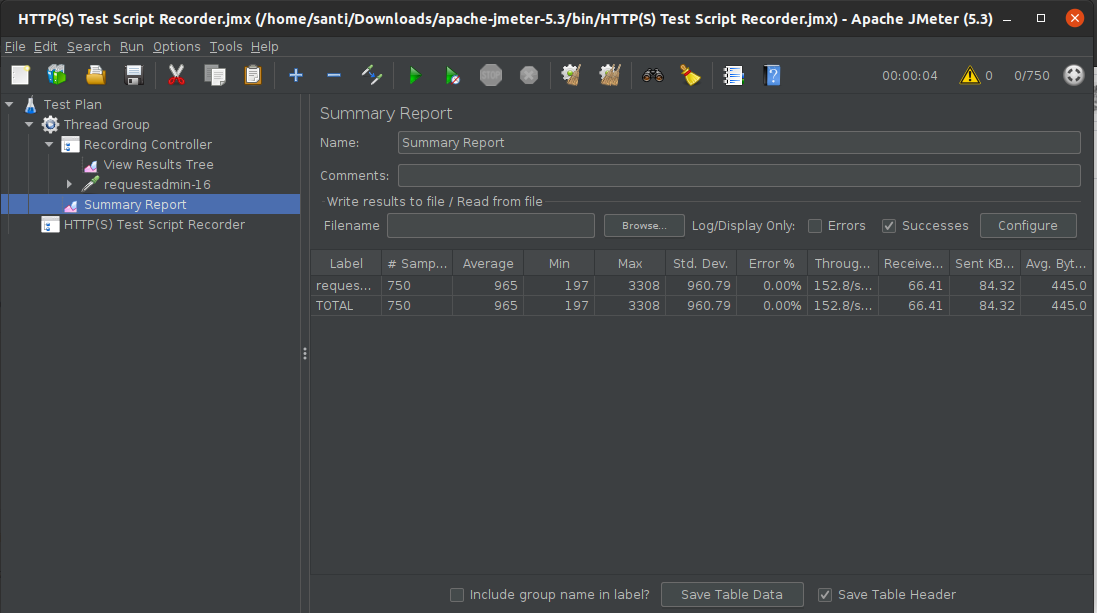 HTTP(S) Test Script Recorder.jmx (/home/santi/Downloads/apache-jmeter-5.3/bin/HTTP(S) Test Script Recorder.jmx) - Apache JMeter (5.3)
File Edit Search Run Options Tools Help
STOP 00:00:04 0 0/750
Test Plan
Thread Group
Recording Controller
View Results Tree
requestadmin-16
Summary Report
HTTP(S) Test Script Recorder
Summary Report
Name: Summary Report
Comments:
Write results to file / Read from file
Filename Browse... Log/Display Only: Errors Successes Configure
Label # Samp... Average Min Max Std. Dev. Error % Throug... Receive... Sent KB... Avg. Byt...
reques... 750 965 197 3308 960.79 0.00% 152.8/s... 66.41 84.32 445.0
TOTAL 750 965 197 3308 960.79 0.00% 152.8/s... 66.41 84.32 445.0
Include group name in label? Save Table Data Save Table Header